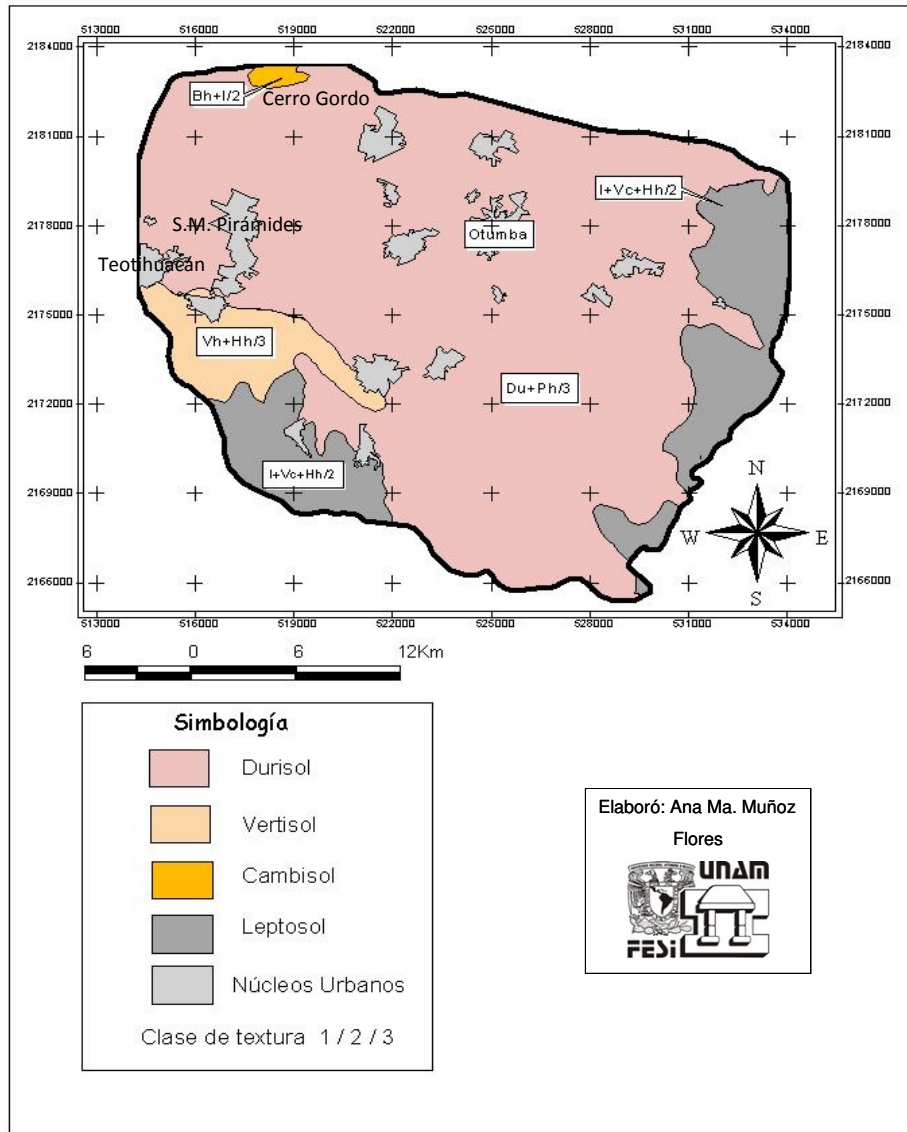 513000 516000 519000 522000 525000 528000 531000 534000
2184000 2184000
Bh+I/2
Cerro Gordo
2181000 2181000
I+Vc+Hh/2
2178000 2178000
S.M. Pirámides
Otumba
Teotihuacán
2175000 2175000
Vh+Hh/3
Du+Ph/3
2172000 2172000
I+Vc+Hh/2
N
2169000 2169000
W E
2166000 2166000
S
513000 516000 519000 522000 525000 528000 531000 534000
6 0 6 12Km
Simbología
Durisol
Vertisol
Cambisol
Leptosol
Núcleos Urbanos
Clase de textura 1 / 2 / 3
Elaboró: Ana Ma. Muñoz
Flores
UNAM
FESI